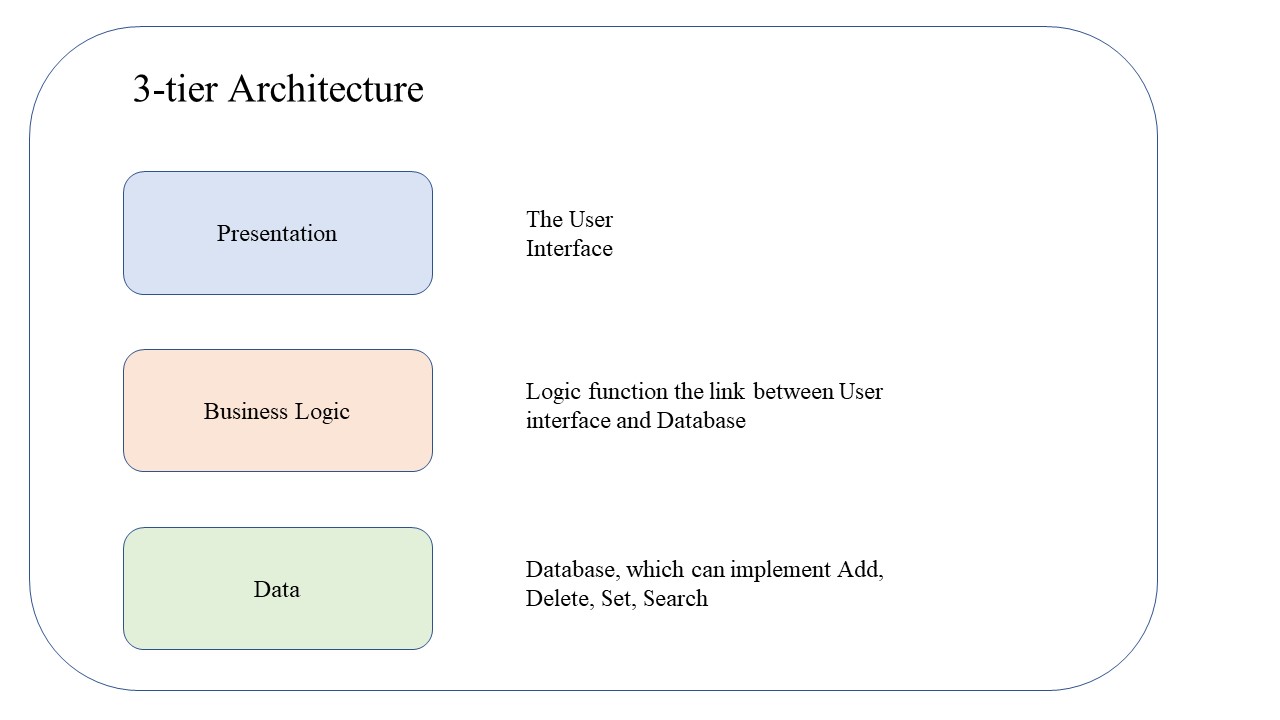 3-tier Architecture
Presentation
The User
Interface
Business Logic
Logic function the link between User
interface and Database
Data
Database, which can implement Add,
Delete, Set, Search